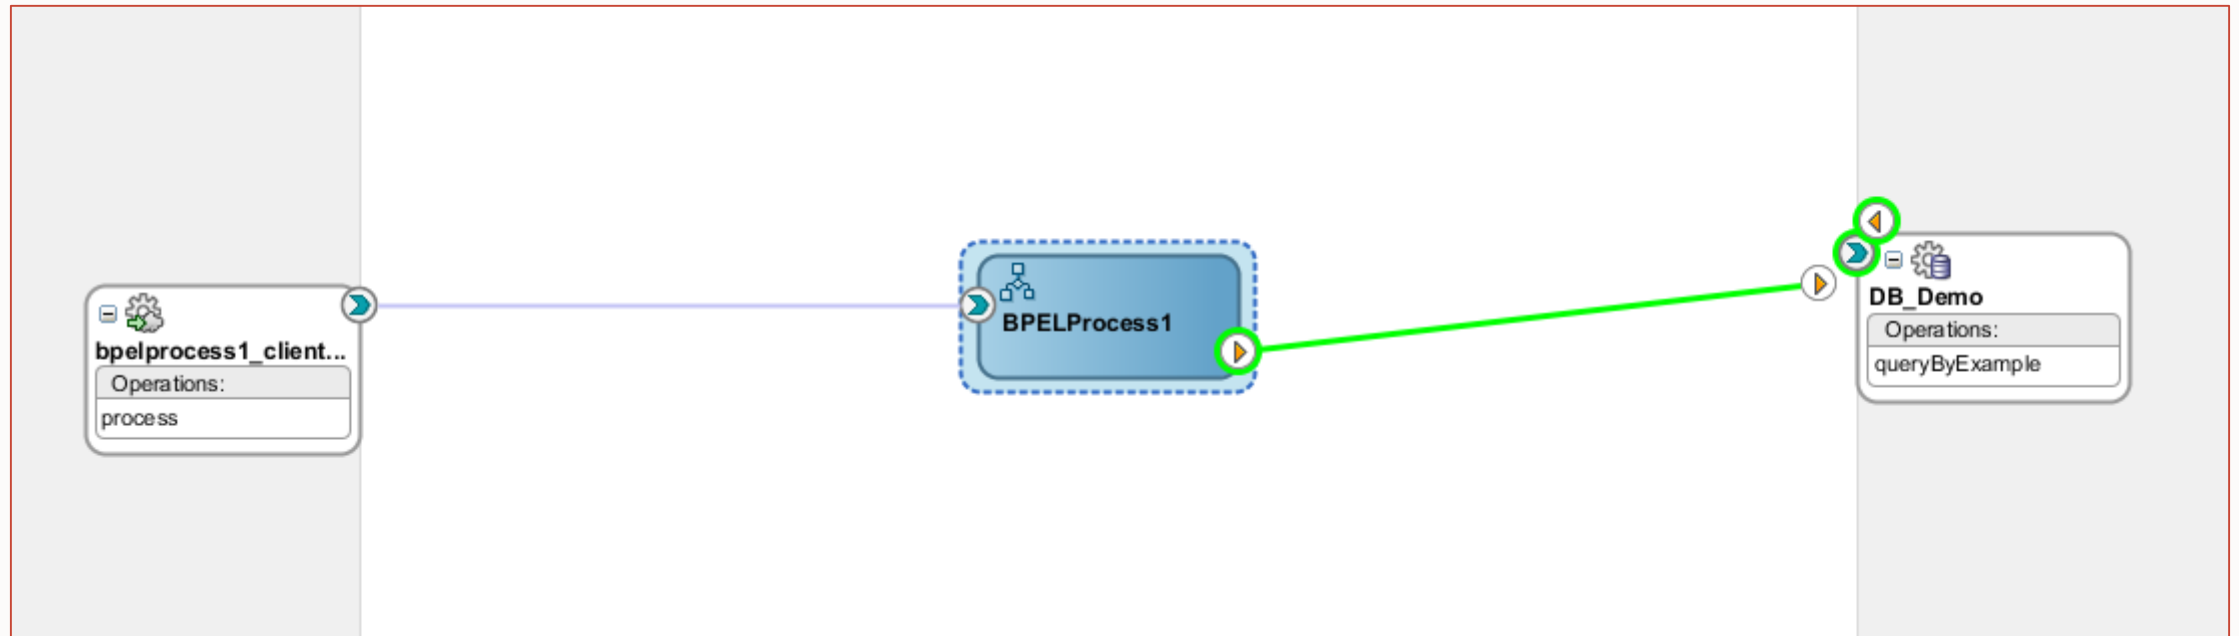 bpelprocess1_client...
Operations:
process
BPELProcess1
DB_Demo
Operations:
queryByExample